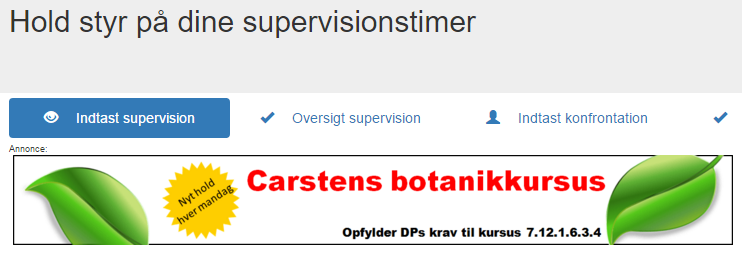 Hold styr på dine supervisionstimer
Indtast supervision
Oversigt supervision
Indtast konfrontation
Annonce:
Nyt hold
hver mandag
Carstens botanikkursus
Opfylder DPs krav til kursus 7.12.1.6.3.4